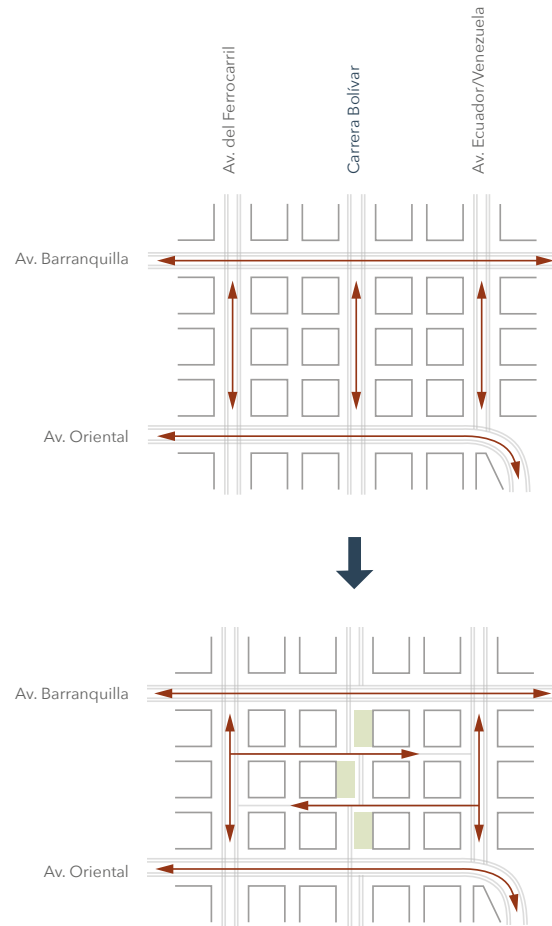 Av. del Ferrocarril
Carrera Bolívar
Av. Ecuador/Venezuela
Av. Barranquilla
Av. Oriental
Av. Barranquilla
Av. Oriental